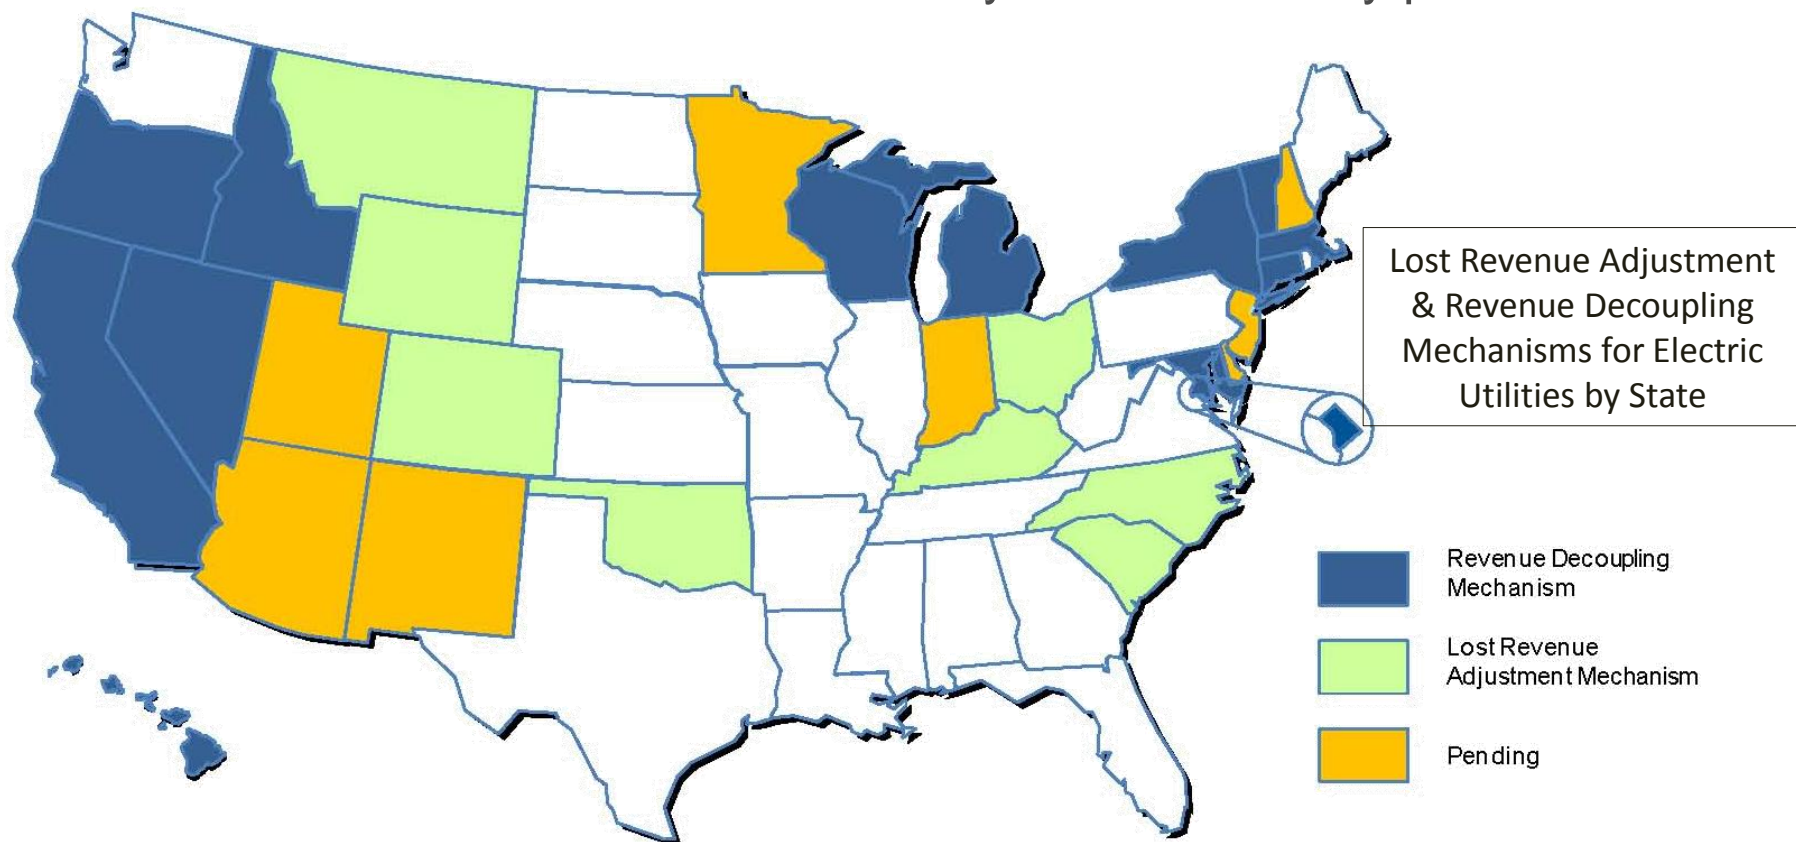 Lost Revenue Adjustment
& Revenue Decoupling
Mechanisms for Electric
Utilities by State
Revenue Decoupling
Mechanism
Lost Revenue
Adjustment Mechanism
Pending